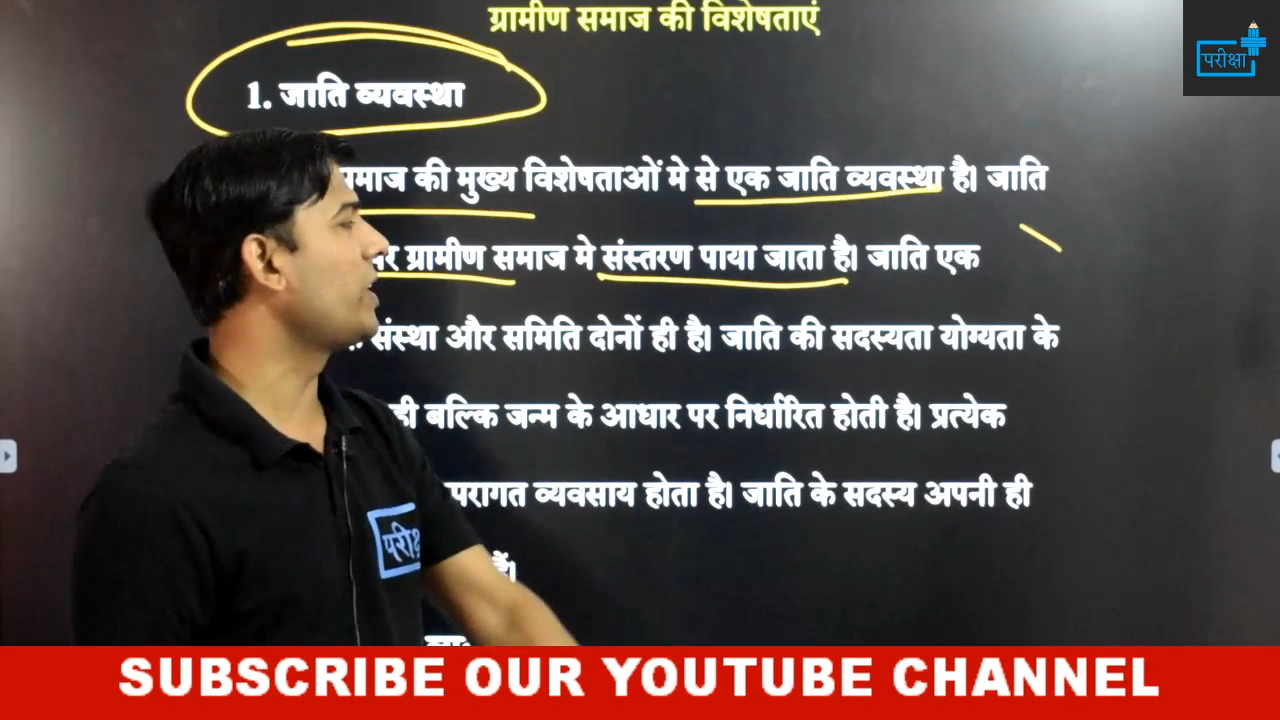 ग्रामीण समाज की विशेषताएं
परीक्षा
1. जाति व्यवस्था
समाज की मुख्य विशेषताओं मे से एक जाति व्यवस्था है। जाति
पर ग्रामीण समाज मे संस्तरण पाया जाता है। जाति एक
संस्था और समिति दोनों ही है। जाति की सदस्यता योग्यता के
बल्कि जन्म के आधार पर निर्धारित होती है। प्रत्येक
व्यवसाय होता है। जाति के सदस्य अपनी ही
हैं।
SUBSCRIBE OUR YOUTUBE CHANNEL